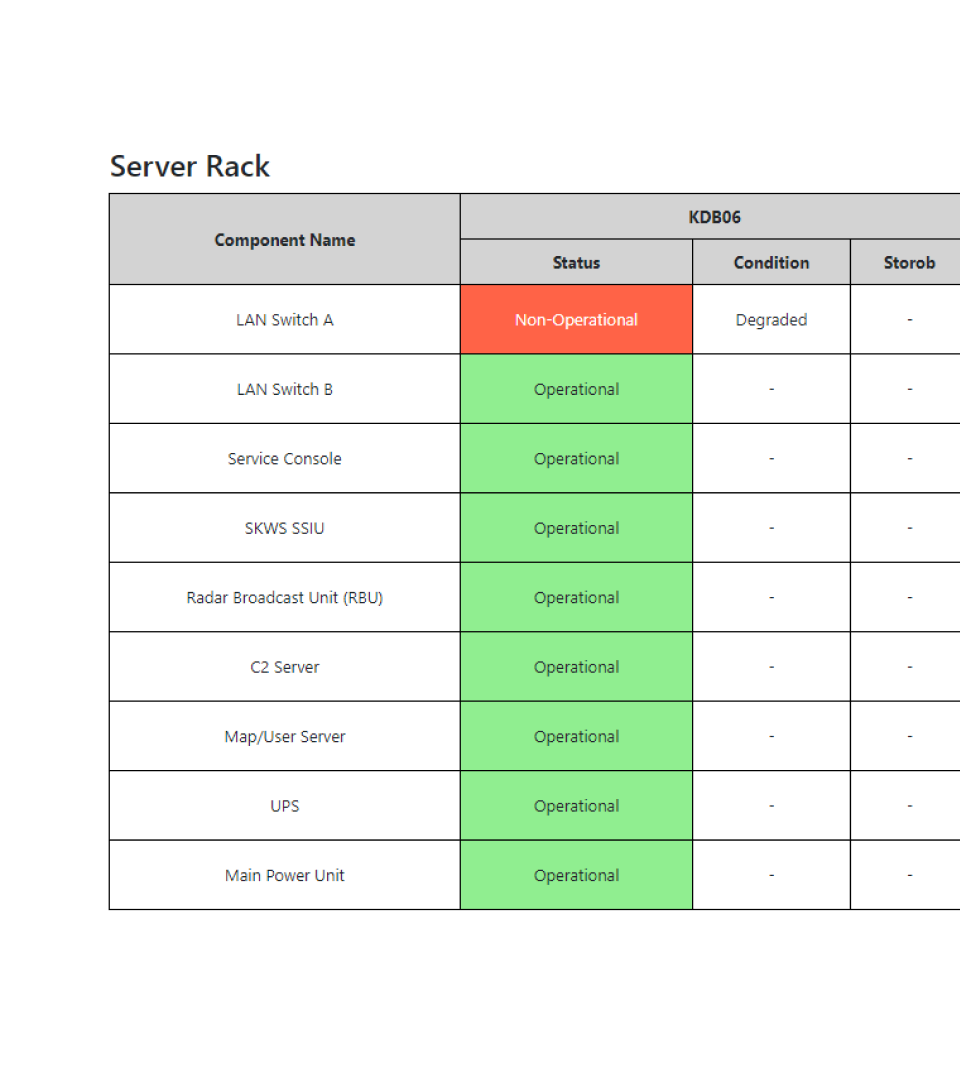 Server Rack
Component Name
KDB06
Status Condition Storob
LAN Switch A Non-Operational Degraded -
LAN Switch B Operational - -
Service Console Operational - -
SKWS SSIU Operational - -
Radar Broadcast Unit (RBU) Operational - -
C2 Server Operational - -
Map/User Server Operational - -
UPS Operational - -
Main Power Unit Operational - -